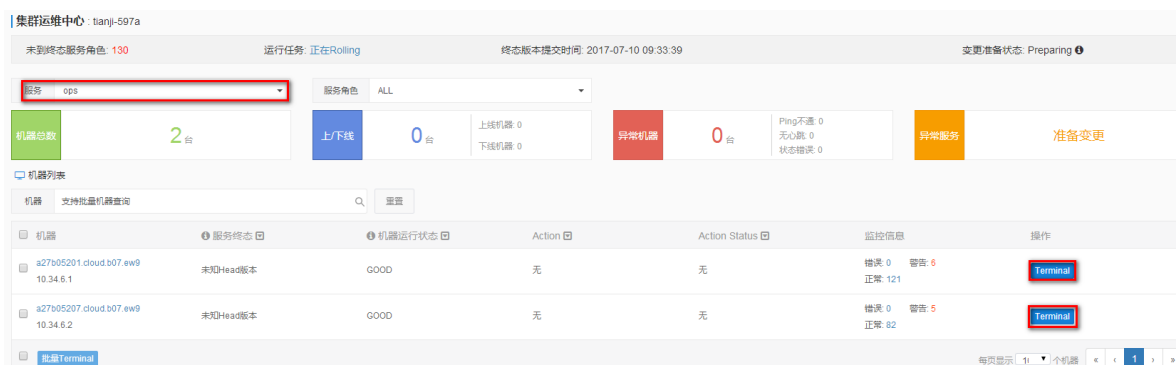 集群运维中心 : tianji-597a
未到终态服务角色: 130 运行任务: 正在Rolling 终态版本提交时间: 2017-07-10 09:33:39 变更准备状态: Preparing
服务 ops 服务角色 ALL
机器总数 2 台 上/下线 0 台 上线机器: 0 下线机器: 0 异常机器 0 台 Ping不通: 0 无心跳: 0 状态错误: 0 异常服务 准备变更
机器列表
机器 支持批量机器查询 重置
机器 服务终态 机器运行状态 Action Action Status 监控信息 操作
a27b05201.cloud.b07.ew9 未知Head版本 GOOD 无 无 错误: 0 警告: 6 Terminal
10.34.6.1 正常: 121
a27b05207.cloud.b07.ew9 未知Head版本 GOOD 无 无 错误: 0 警告: 5 Terminal
10.34.6.2 正常: 82
批量Terminal 每页显示 个机器 « ‹ 1 › »